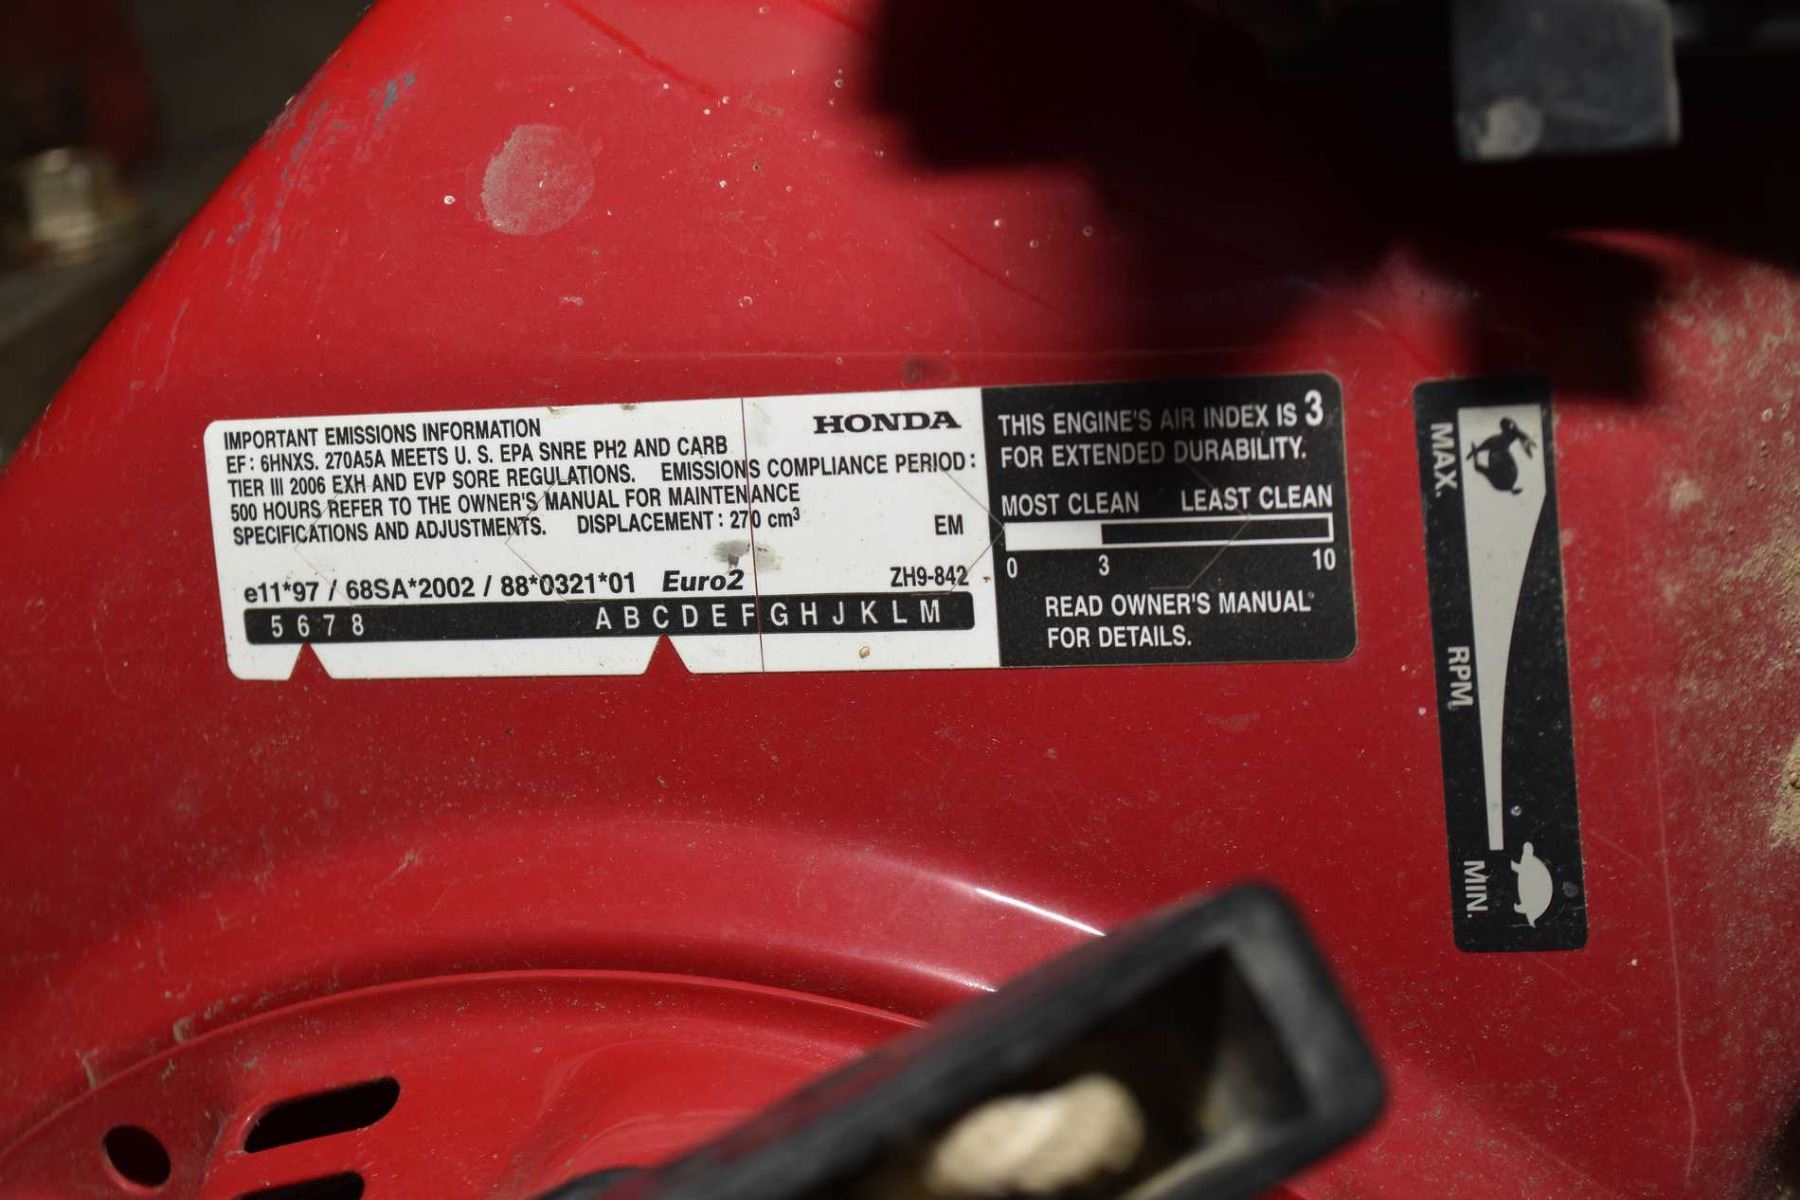 IMPORTANT EMISSIONS INFORMATION
EF: 6HNXS. 270A5A MEETS U. S. EPA SNRE PH2 AND CARB
TIER III 2006 EXH AND EVP SORE REGULATIONS. EMISSIONS COMPLIANCE PERIOD:
500 HOURS REFER TO THE OWNER'S MANUAL FOR MAINTENANCE
SPECIFICATIONS AND ADJUSTMENTS. DISPLACEMENT: 270 cm³
HONDA
EM
e11*97 / 68SA*2002 / 88*0321*01 Euro2
ZH9-842
5 6 7 8 A B C D E F G H J K L M
THIS ENGINE'S AIR INDEX IS 3
FOR EXTENDED DURABILITY.
MOST CLEAN LEAST CLEAN
0 3 10
READ OWNER'S MANUAL
FOR DETAILS.
MAX.
RPM
MIN.